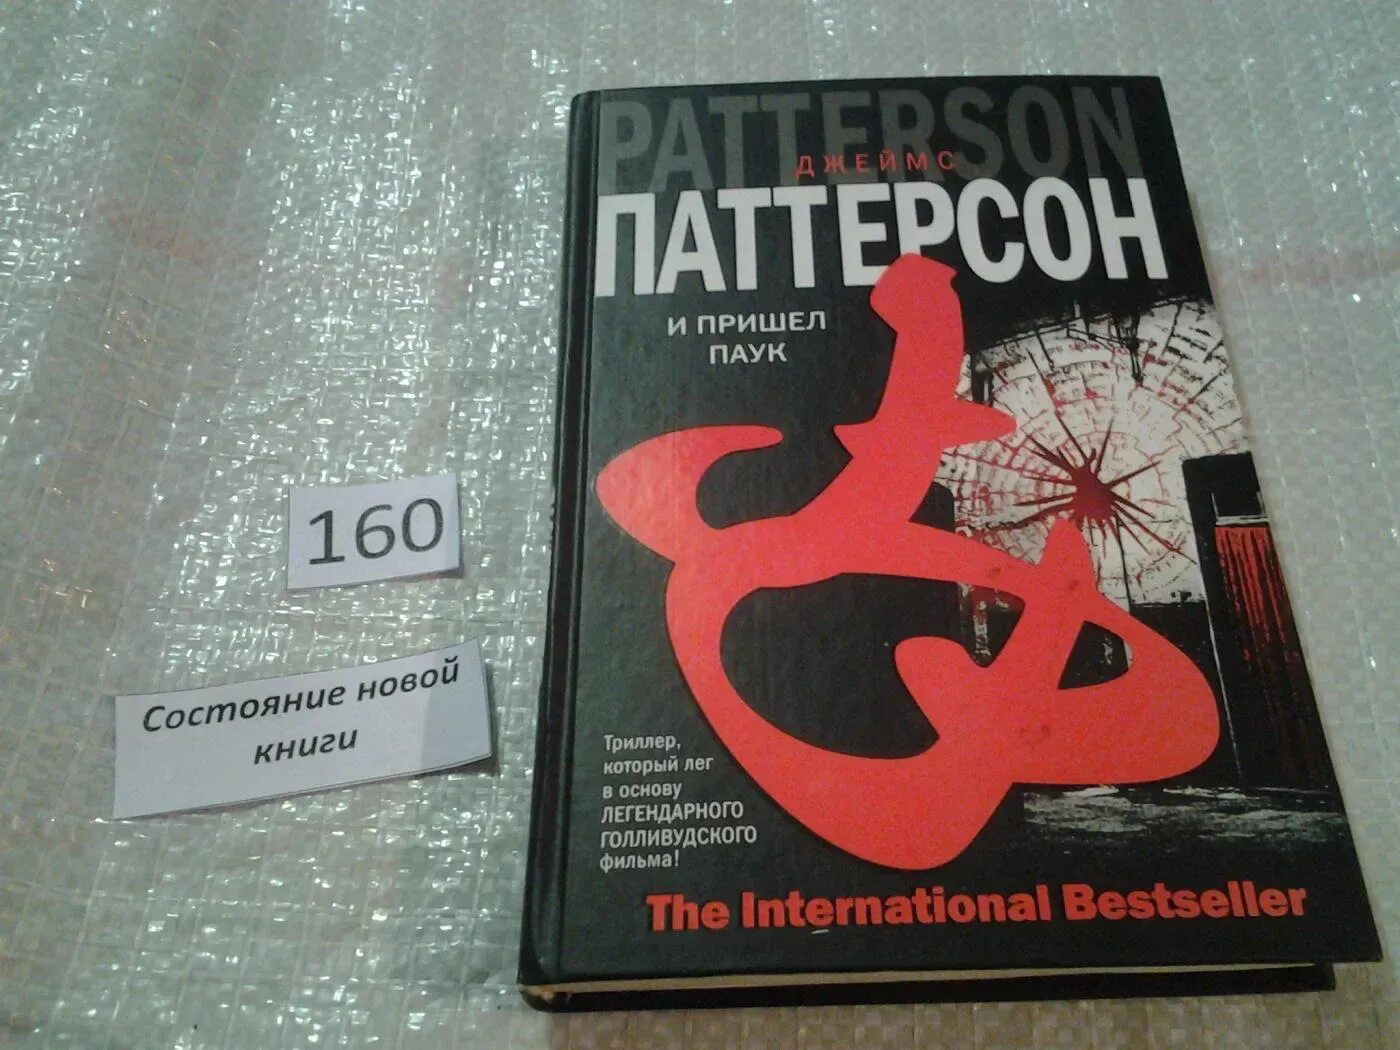 PATTERSON
ДЖЕЙМС
ПАТТЕРСОН
И ПРИШЕЛ
ПАУК
160
Состояние новой
книги
Триллер,
который лег
в основу
ЛЕГЕНДАРНОГО
ГОЛЛИВУДСКОГО
фильма!
The International Bestseller